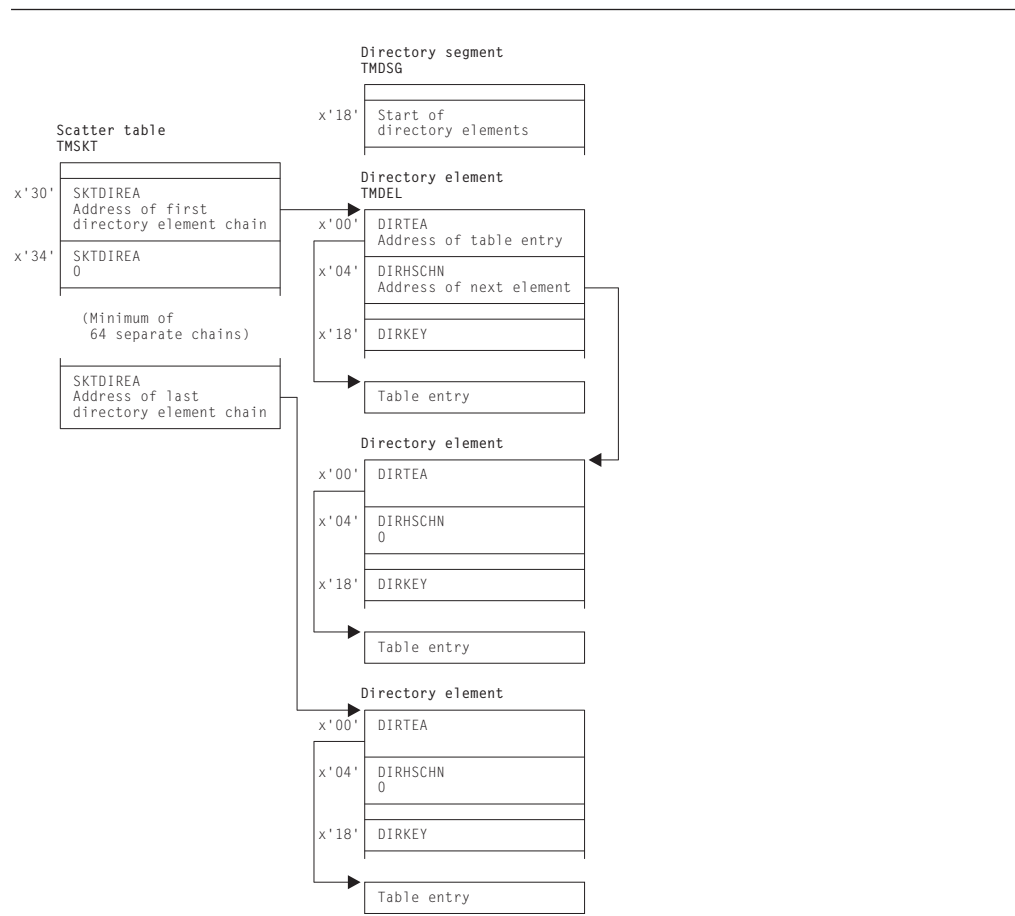 Directory segment
TMDSG
x'18' Start of
directory elements
Scatter table
TMSKT
x'30' SKTDIREA
Address of first
directory element chain
x'34' SKTDIREA
0
(Minimum of
64 separate chains)
SKTDIREA
Address of last
directory element chain
Directory element
TMDEL
x'00' DIRTEA
Address of table entry
x'04' DIRHSCHN
Address of next element
x'18' DIRKEY
Table entry
Directory element
x'00' DIRTEA
x'04' DIRHSCHN
0
x'18' DIRKEY
Table entry
Directory element
x'00' DIRTEA
x'04' DIRHSCHN
0
x'18' DIRKEY
Table entry